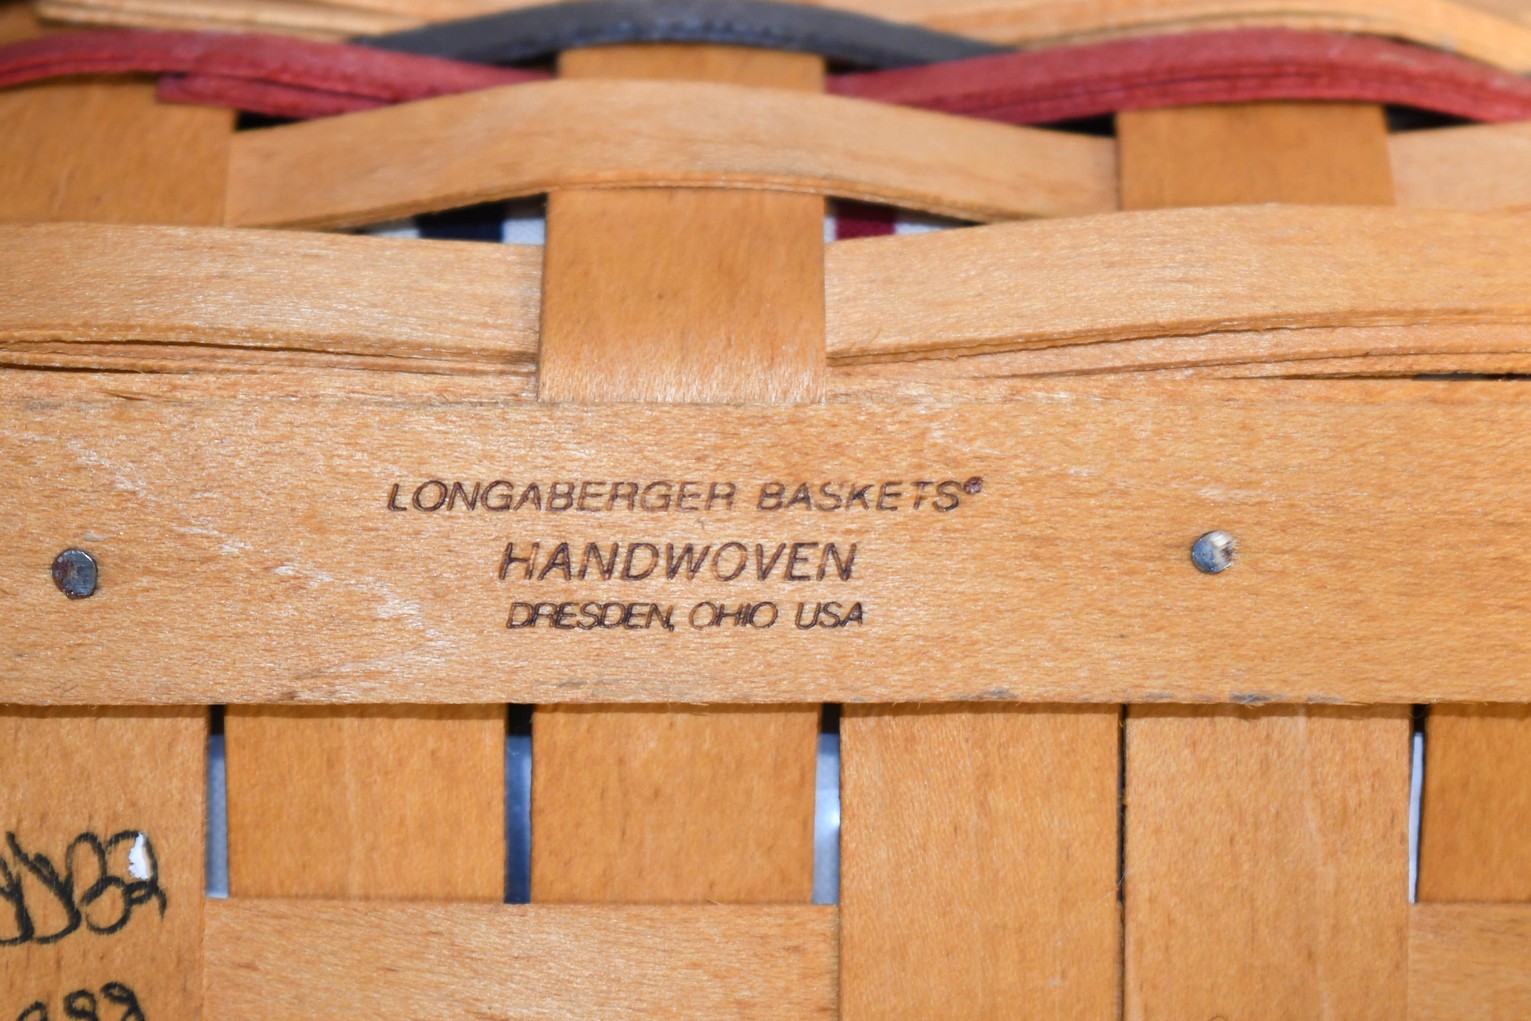 LONGABERGER BASKETS®
HANDWOVEN
DRESDEN, OHIO USA